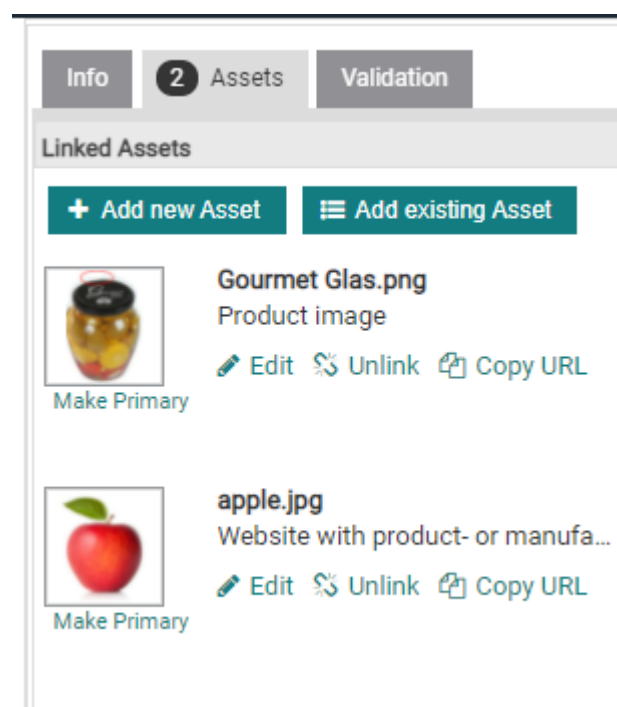 Info 2 Assets Validation
Linked Assets
Add new Asset Add existing Asset
Gourmet Glas.png
Product image
Edit Unlink Copy URL
Make Primary
apple.jpg
Website with product- or manufa...
Edit Unlink Copy URL
Make Primary